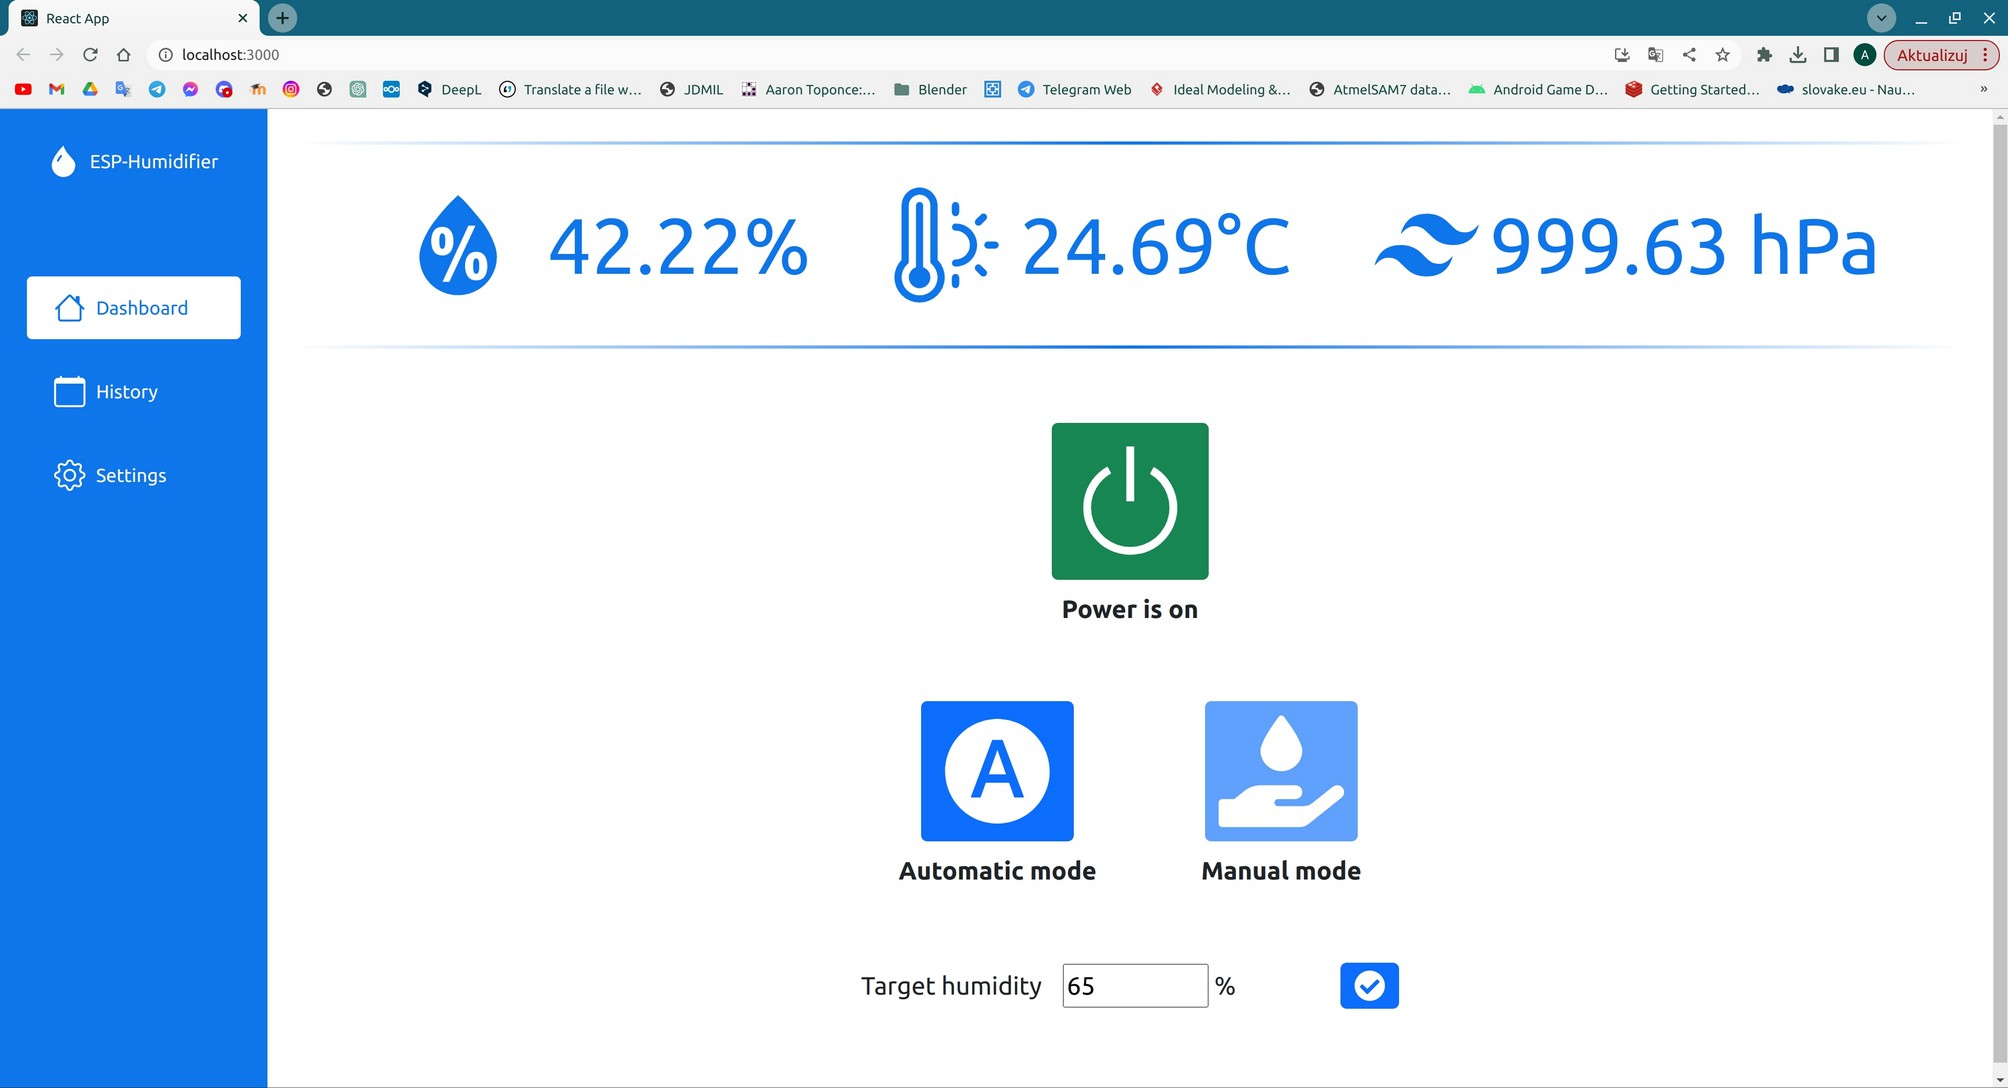 React App
localhost:3000
A
Aktualizuj
DeepL
Translate a file w...
JDMIL
Aaron Toponce:...
Blender
Telegram Web
Ideal Modeling &...
AtmelSAM7 data...
Android Game D...
Getting Started...
slovake.eu - Nau...
»
ESP-Humidifier
Dashboard
History
Settings
%
42.22%
24.69°C
999.63 hPa
Power is on
A
Automatic mode
Manual mode
Target humidity 65 %